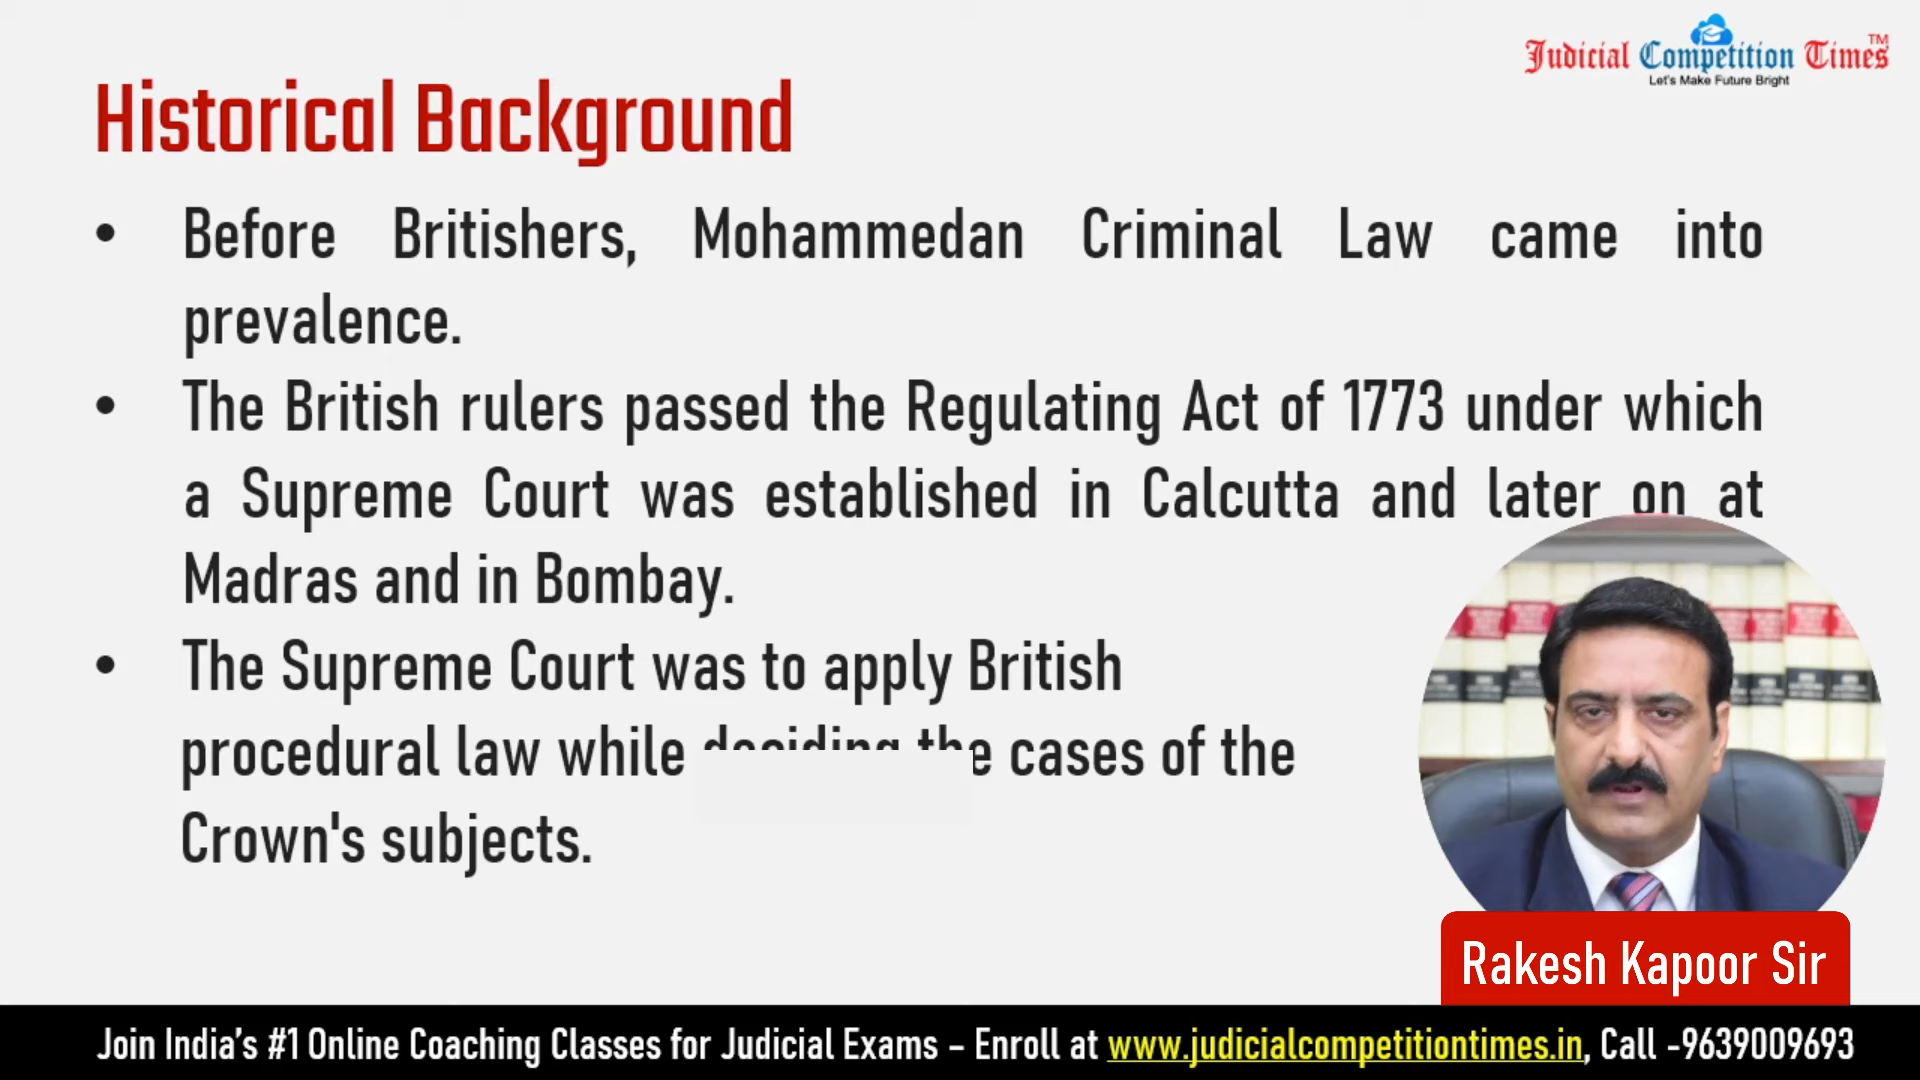 Judicial Competition Times™
Let's Make Future Bright
Historical Background
• Before Britishers, Mohammedan Criminal Law came into
prevalence.
• The British rulers passed the Regulating Act of 1773 under which
a Supreme Court was established in Calcutta and later on at
Madras and in Bombay.
• The Supreme Court was to apply British
procedural law while deciding the cases of the
Crown's subjects.
Rakesh Kapoor Sir
Join India's #1 Online Coaching Classes for Judicial Exams – Enroll at www.judicialcompetitiontimes.in, Call -9639009693